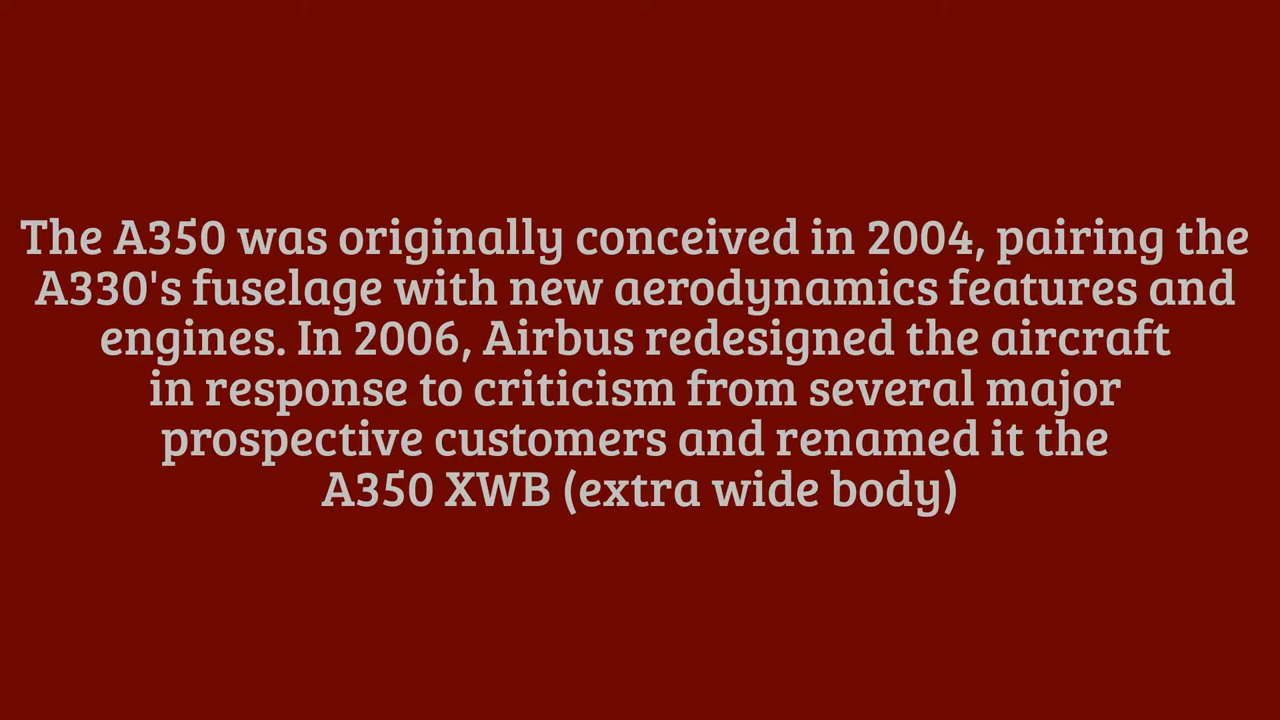 The A350 was originally conceived in 2004, pairing the
A330's fuselage with new aerodynamics features and
engines. In 2006, Airbus redesigned the aircraft
in response to criticism from several major
prospective customers and renamed it the
A350 XWB (extra wide body)